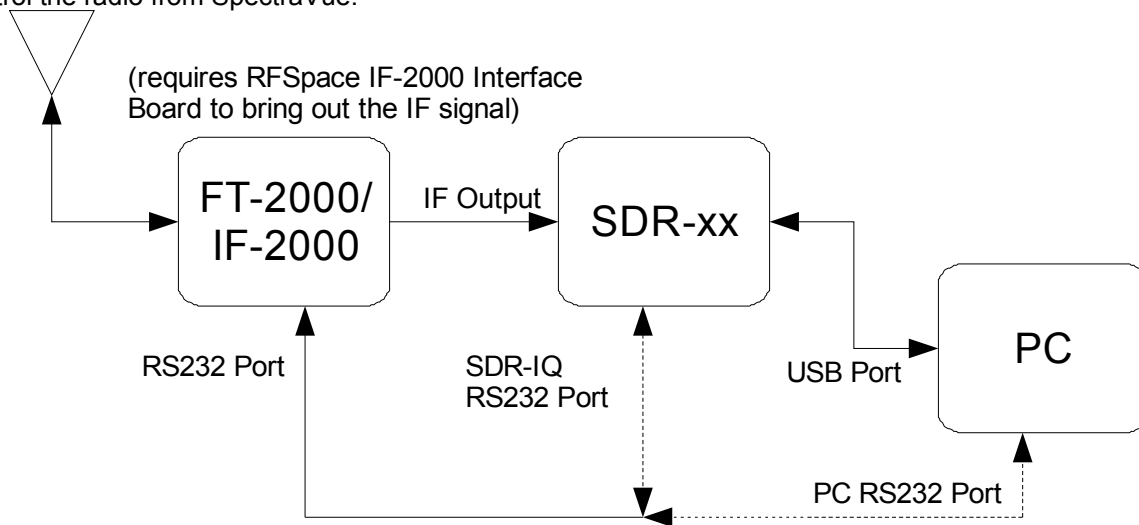 the radio from SpectraVue.
(requires RFSpace IF-2000 Interface
Board to bring out the IF signal)
FT-2000/
IF-2000
IF Output
SDR-xx
RS232 Port
SDR-IQ
RS232 Port
USB Port
PC
PC RS232 Port